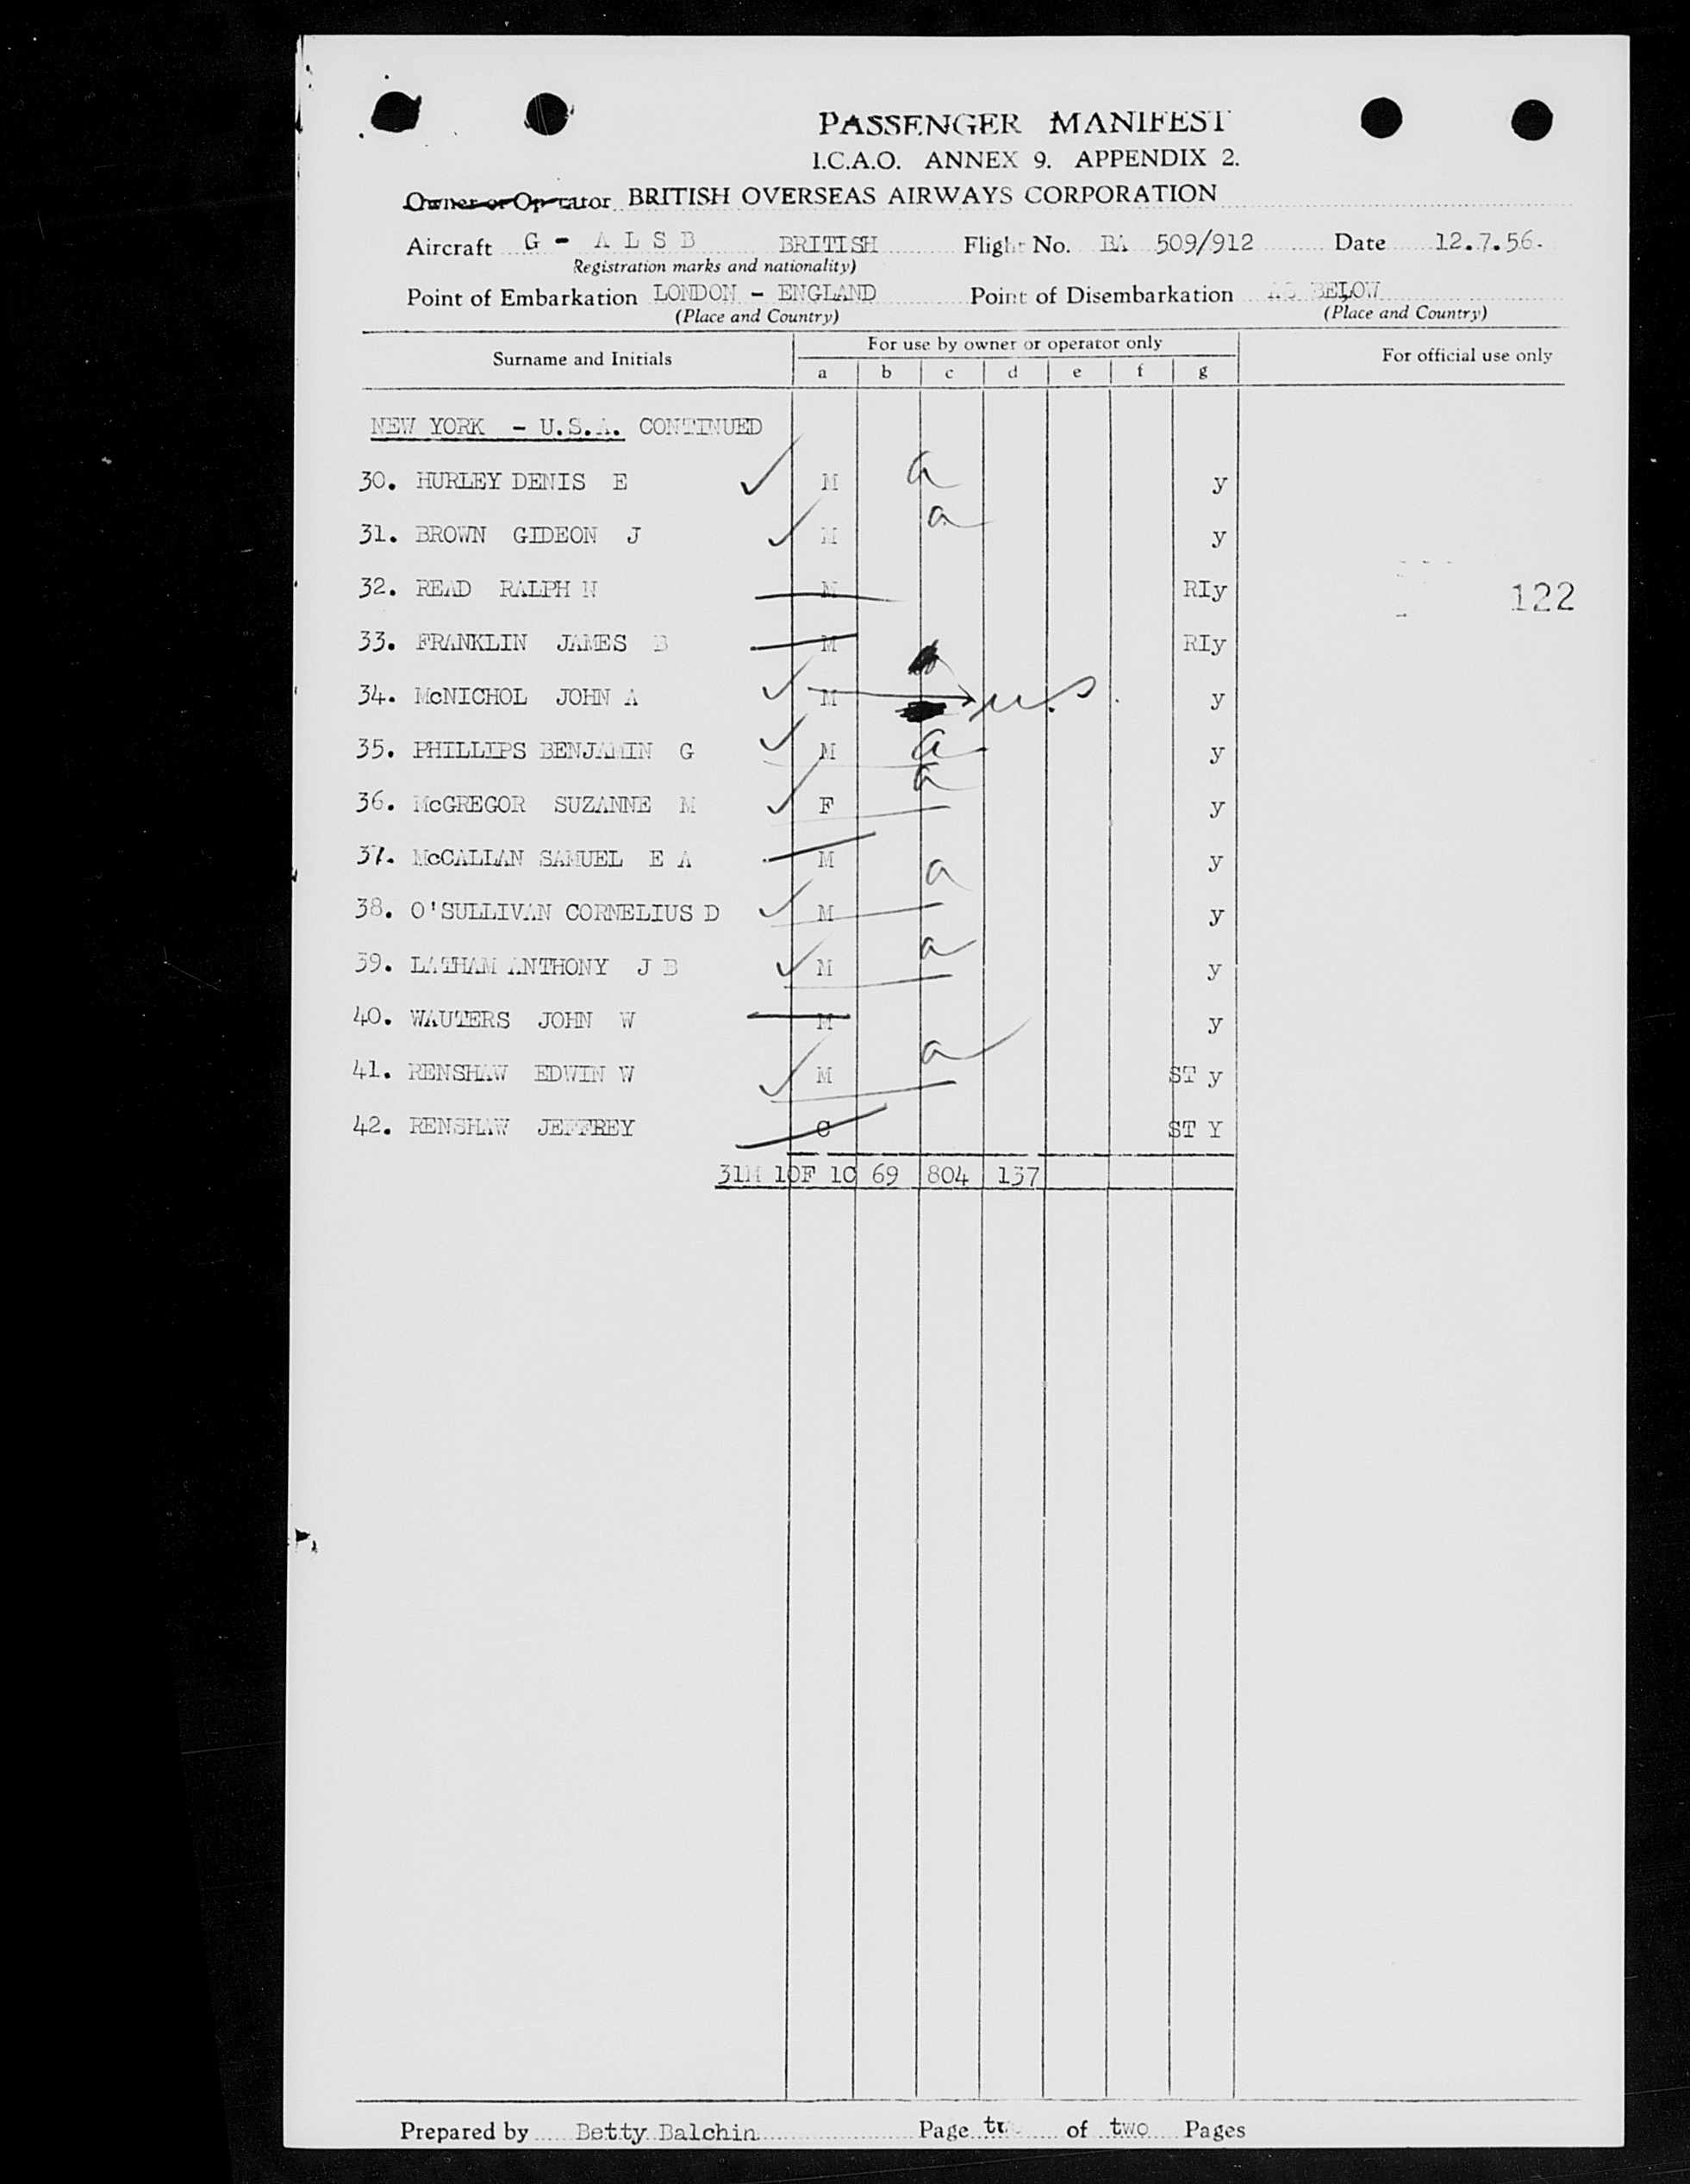 PASSENGER MANIFEST
I.C.A.O. ANNEX 9. APPENDIX 2.
Owner or Operator BRITISH OVERSEAS AIRWAYS CORPORATION
Aircraft G - A L S B BRITISH Flight No. BA 509/912 Date 12.7.56.
Registration marks and nationality)
Point of Embarkation LONDON - ENGLAND Point of Disembarkation AS BELOW
(Place and Country) (Place and Country)
Surname and Initials For use by owner or operator only For official use only
a b c d e f g
NEW YORK - U.S.A. CONTINUED
30. HURLEY DENIS E M a y
31. BROWN GIDEON J M a y
32. READ RALPH N M RIy 122
33. FRANKLIN JAMES B M RIy
34. McNICHOL JOHN A M u.s. y
35. PHILLIPS BENJAMIN G M a y
36. McGREGOR SUZANNE M F a y
37. McCALLAN SAMUEL E A M y
38. O'SULLIVAN CORNELIUS D M a y
39. LATHAM ANTHONY J B M a y
40. WAUTERS JOHN W M y
41. RENSHAW EDWIN W M a ST y
42. RENSHAW JEFFREY C ST Y
31M 10F 1C 69 804 137
Prepared by Betty Balchin Page of two Pages